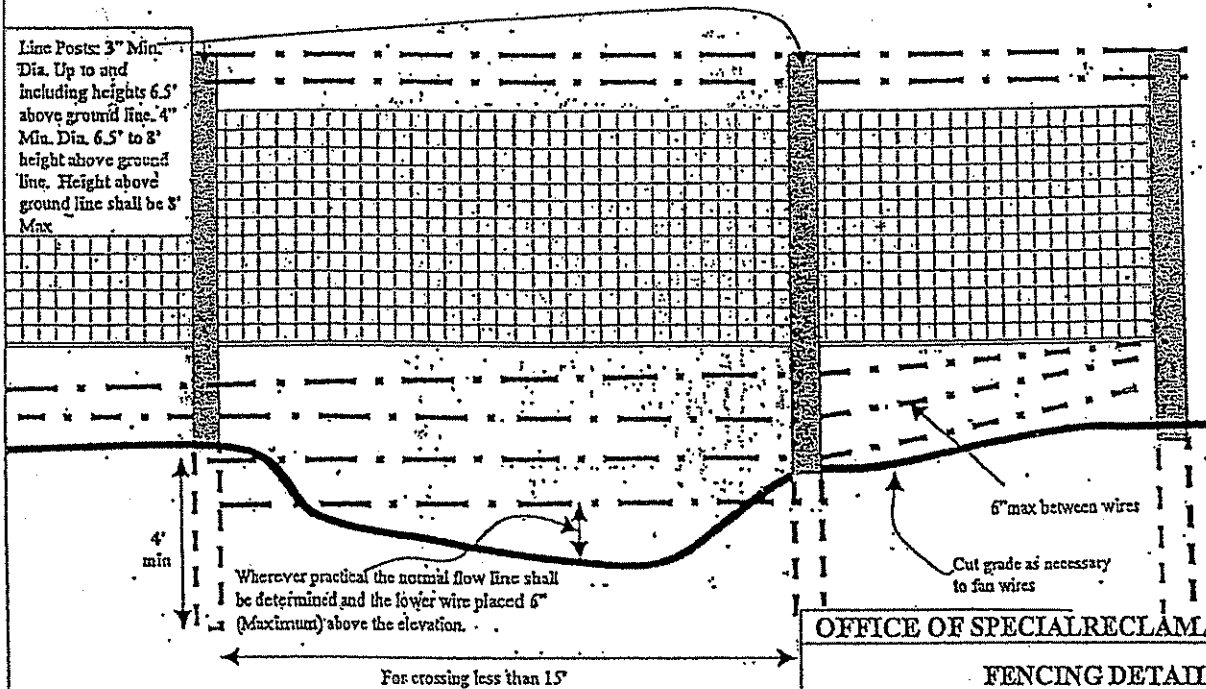 Line Posts: 3" Min.
Dia. Up to and
including heights 6.5'
above ground line. 4"
Min. Dia. 6.5' to 8'
height above ground
line. Height above
ground line shall be 8'
Max
4'
min
Wherever practical the normal flow line shall
be determined and the lower wire placed 6"
(Maximum) above the elevation.
For crossing less than 15'
6" max between wires
Cut grade as necessary
to fan wires
OFFICE OF SPECIALRECLAMA
FENCING DETAIL